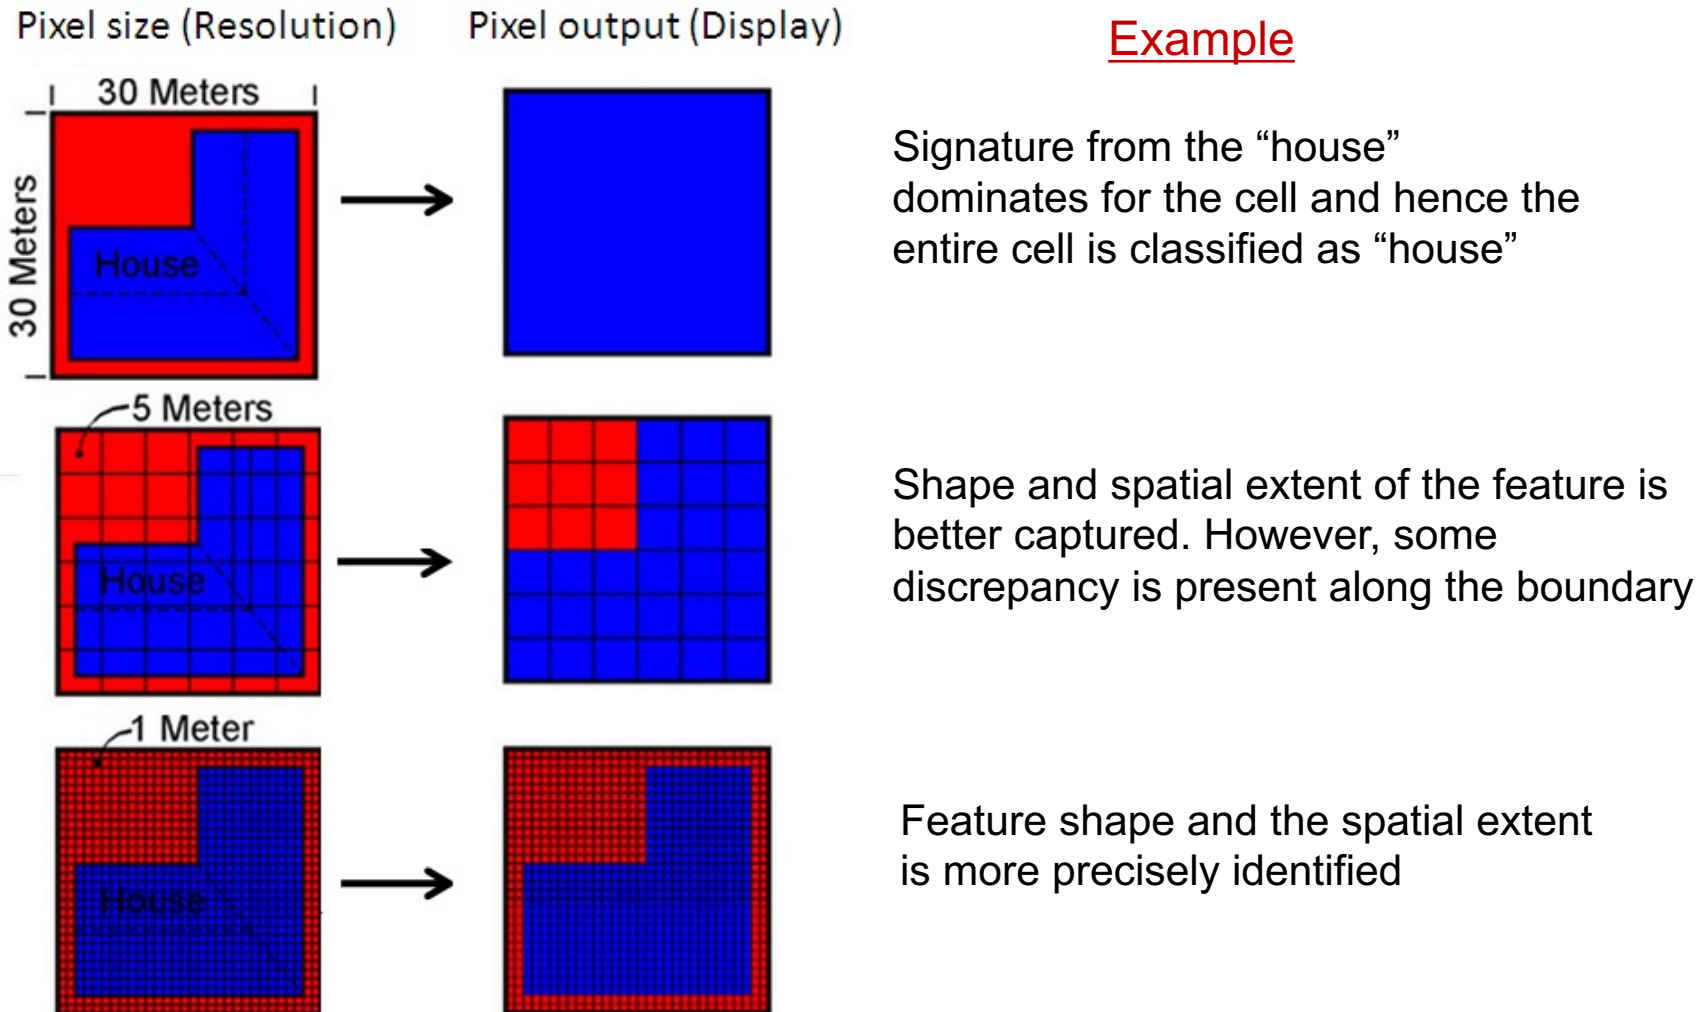 Pixel size (Resolution)
Pixel output (Display)
Example
30 Meters
30 Meters
House
Signature from the “house”
dominates for the cell and hence the
entire cell is classified as “house”
5 Meters
House
Shape and spatial extent of the feature is
better captured. However, some
discrepancy is present along the boundary
1 Meter
House
Feature shape and the spatial extent
is more precisely identified